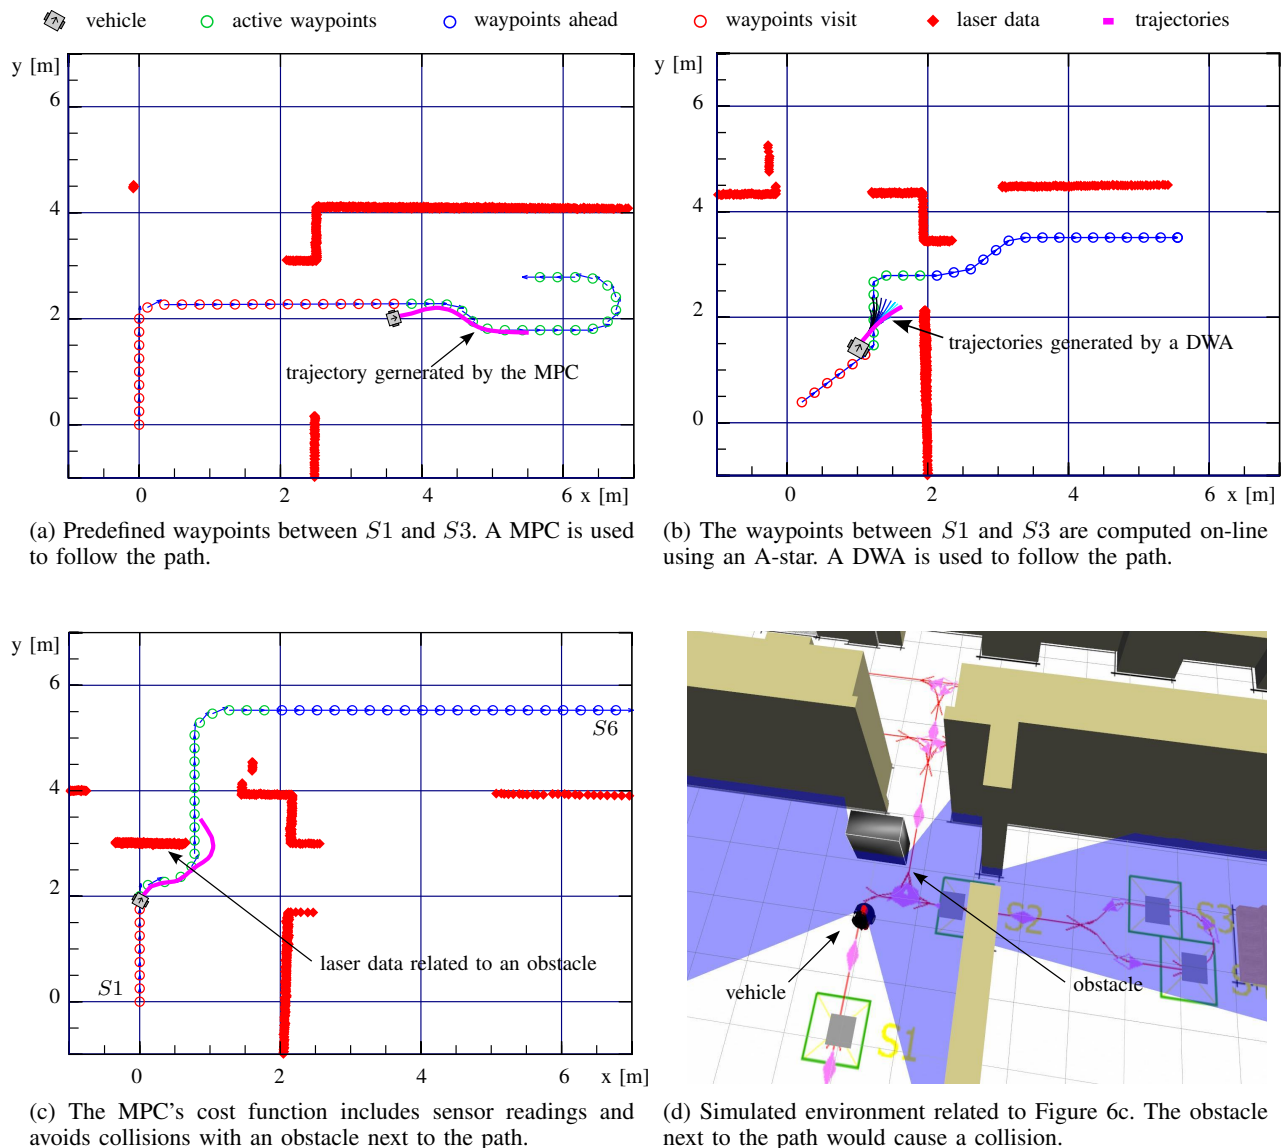 vehicle active waypoints waypoints ahead waypoints visit laser data trajectories
y [m]
6
4
2
0
0 2 4 6 x [m]
trajectory gernerated by the MPC
(a) Predefined waypoints between S1 and S3. A MPC is used
to follow the path.
y [m]
6
4
2
0
0 2 4 6 x [m]
trajectories generated by a DWA
(b) The waypoints between S1 and S3 are computed on-line
using an A-star. A DWA is used to follow the path.
y [m]
6
S6
4
2
laser data related to an obstacle
S1
0
0 2 4 6
x [m]
(c) The MPC's cost function includes sensor readings and
avoids collisions with an obstacle next to the path.
S2
S3
obstacle
vehicle
S1
(d) Simulated environment related to Figure 6c. The obstacle
next to the path would cause a collision.